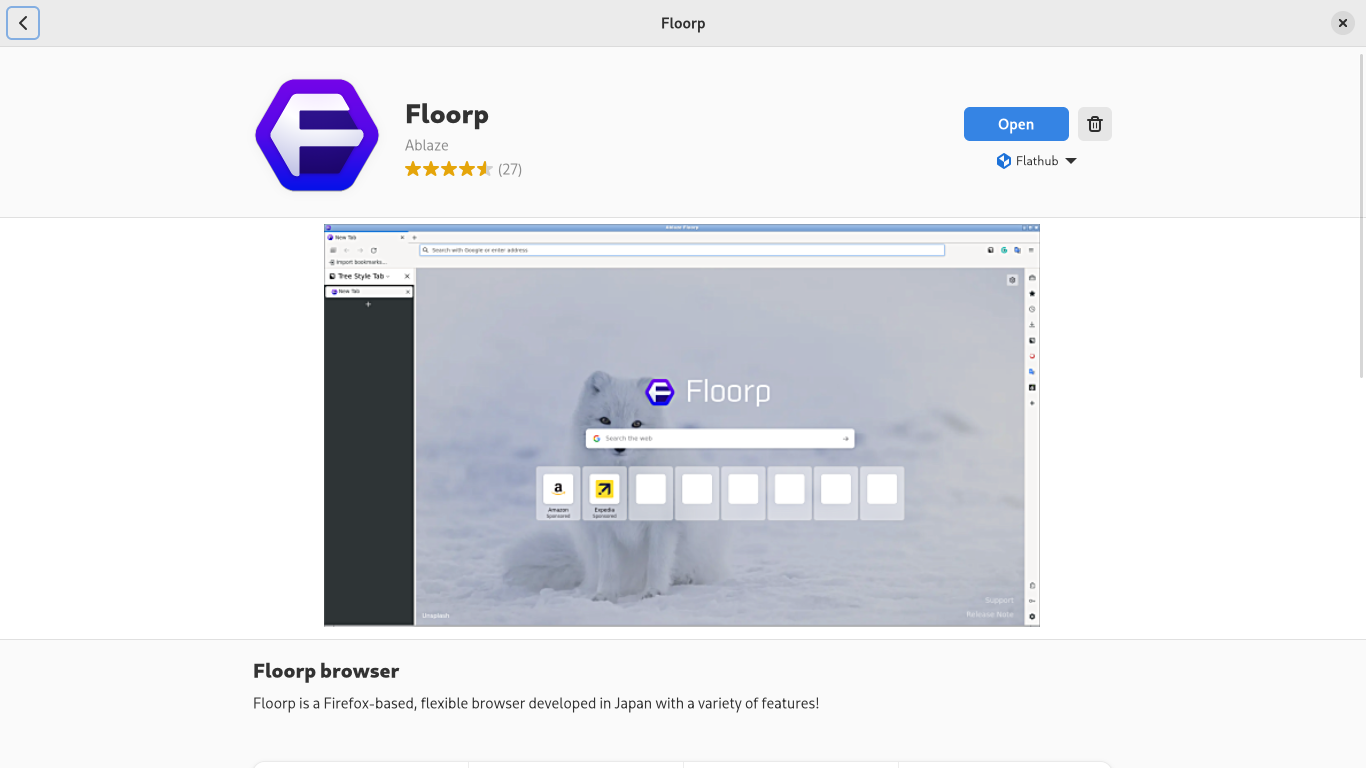 Floorp
Floorp
Ablaze
(27)
Open
Flathub
Ablaze Floorp
New Tab
Search with Google or enter address
Import bookmarks...
Tree Style Tab
New Tab
Floorp
Search the web
a
Amazon
Sponsored
Expedia
Sponsored
Unsplash
Support
Release Note
Floorp browser
Floorp is a Firefox-based, flexible browser developed in Japan with a variety of features!